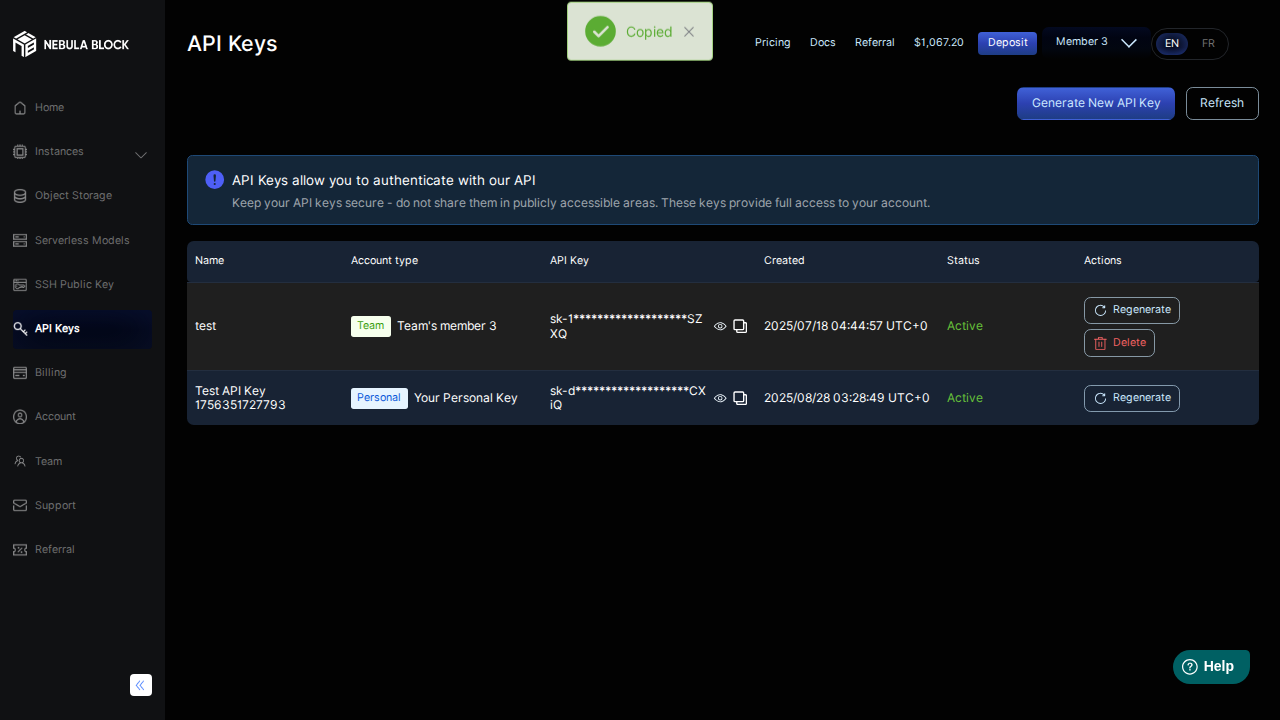 NEBULA BLOCK
API Keys
Copied
Pricing
Docs
Referral
$1,067.20
Deposit
Member 3
EN
FR
Generate New API Key
Refresh
Home
Instances
Object Storage
Serverless Models
SSH Public Key
API Keys
Billing
Account
Team
Support
Referral
API Keys allow you to authenticate with our API
Keep your API keys secure - do not share them in publicly accessible areas. These keys provide full access to your account.
Name
Account type
API Key
Created
Status
Actions
test
Team
Team's member 3
sk-1*******************SZ
XQ
2025/07/18 04:44:57 UTC+0
Active
Regenerate
Delete
Test API Key
1756351727793
Personal
Your Personal Key
sk-d*******************CX
iQ
2025/08/28 03:28:49 UTC+0
Active
Regenerate
Help